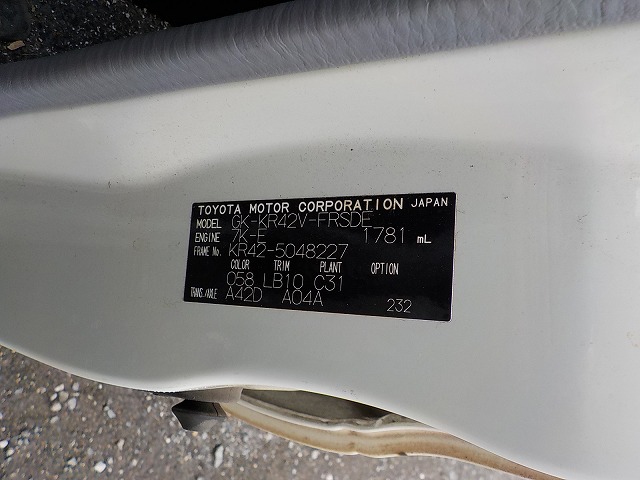 TOYOTA MOTOR CORPORATION JAPAN
MODEL GK-KR42V-FRSDE
ENGINE 7K-E 1781 mL
FRAME No. KR42-5048227
COLOR TRIM PLANT OPTION
058 LB10 C31
TRANS./AXLE A42D A04A 232